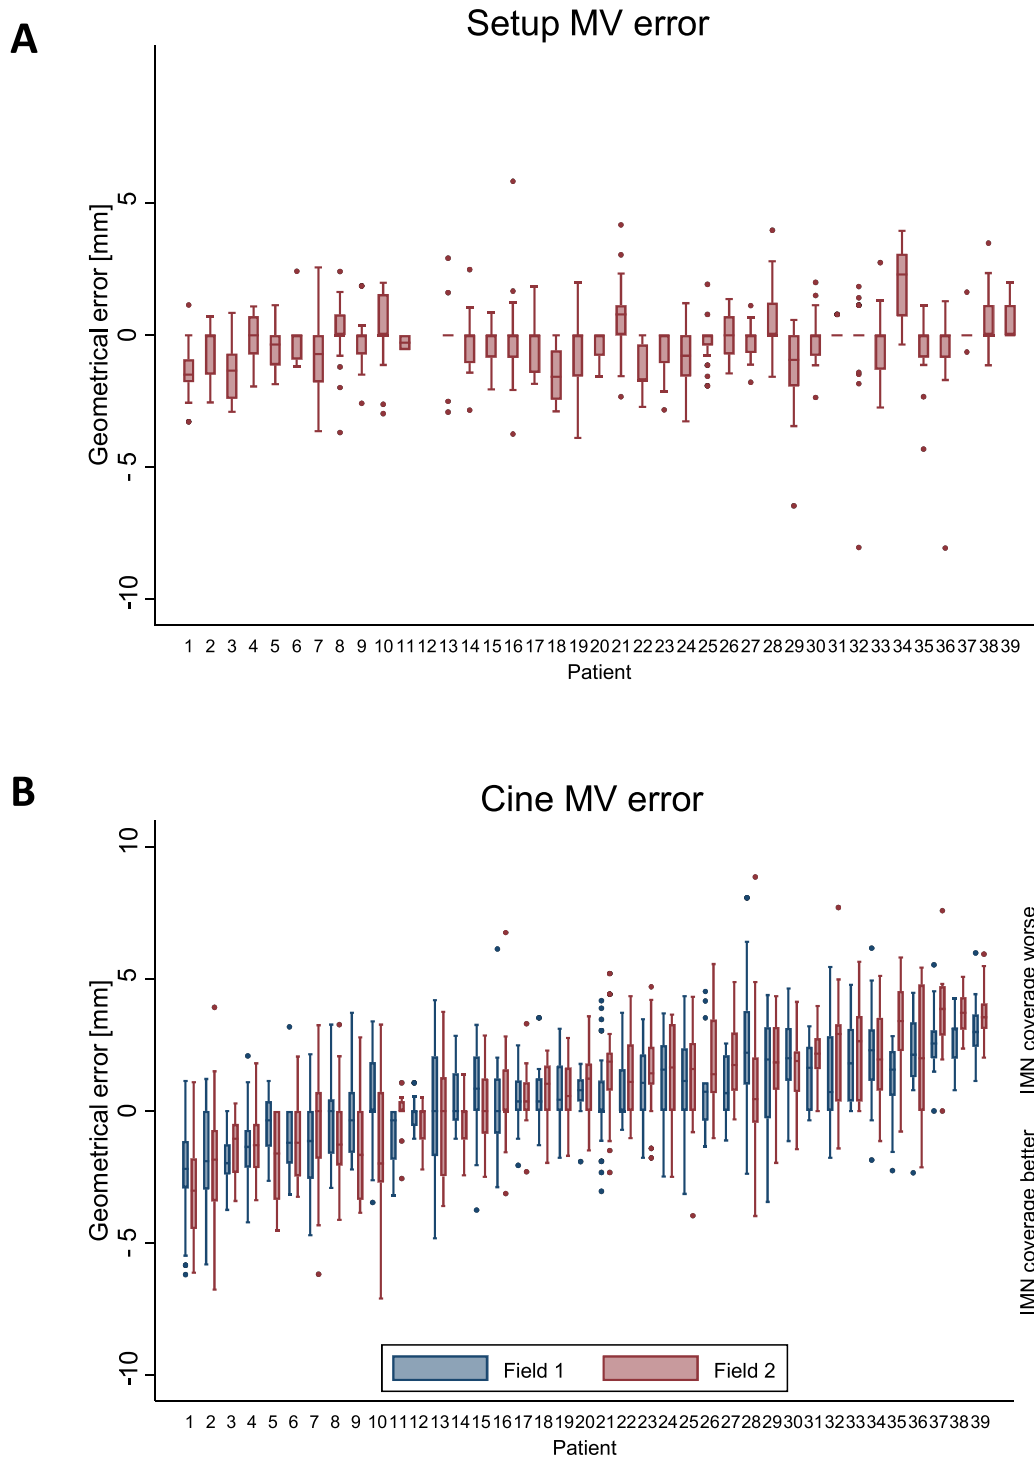 A
Setup MV error
Geometrical error [mm]
5
0
- 5
-10
1 2 3 4 5 6 7 8 9 10 11 12 13 14 15 16 17 18 19 20 21 22 23 24 25 26 27 28 29 30 31 32 33 34 35 36 37 38 39
Patient
B
Cine MV error
Geometrical error [mm]
10
5
0
- 5
-10
IMN coverage worse
IMN coverage better
Field 1 Field 2
1 2 3 4 5 6 7 8 9 10 11 12 13 14 15 16 17 18 19 20 21 22 23 24 25 26 27 28 29 30 31 32 33 34 35 36 37 38 39
Patient